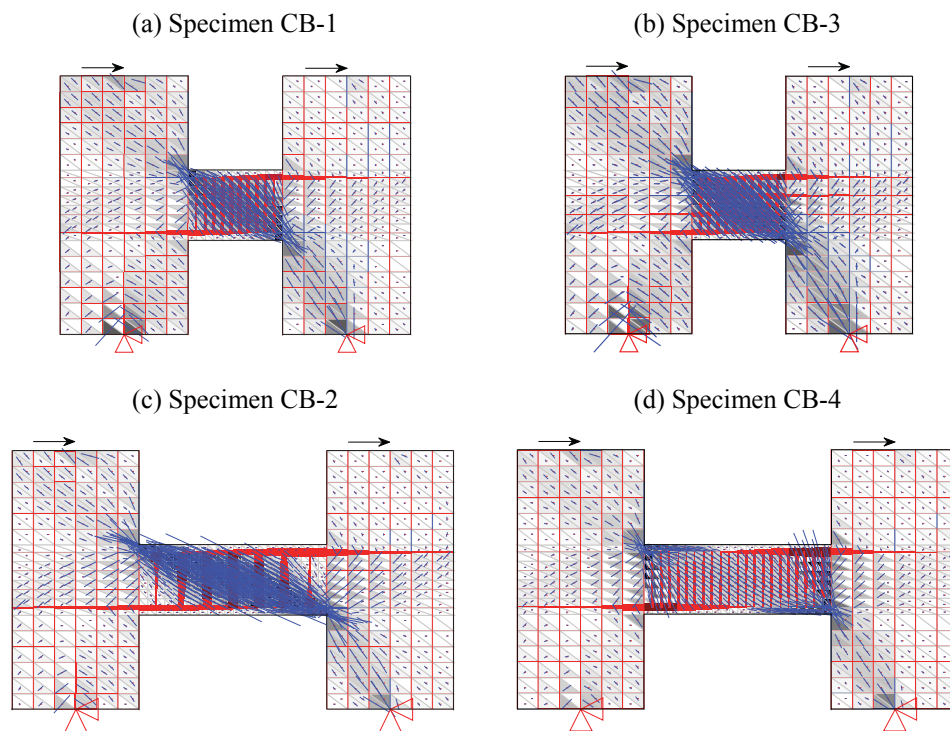 (a) Specimen CB-1
(b) Specimen CB-3
(c) Specimen CB-2
(d) Specimen CB-4